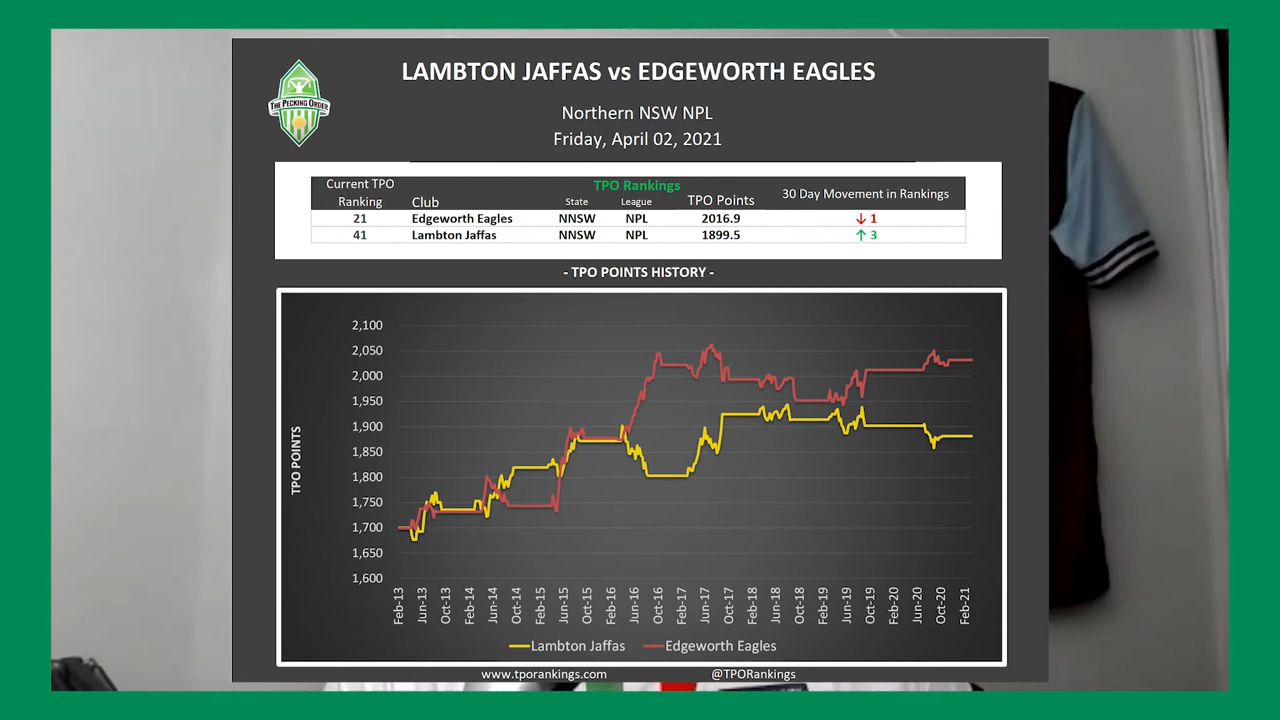 LAMBTON JAFFAS vs EDGEWORTH EAGLES
THE PECKING ORDER
Northern NSW NPL
Friday, April 02, 2021
Current TPO Ranking Club TPO Rankings State League TPO Points 30 Day Movement in Rankings
21 Edgeworth Eagles NNSW NPL 2016.9 ↓ 1
41 Lambton Jaffas NNSW NPL 1899.5 ↑ 3
- TPO POINTS HISTORY -
TPO POINTS
2,100
2,050
2,000
1,950
1,900
1,850
1,800
1,750
1,700
1,650
1,600
Feb-13 Jun-13 Oct-13 Feb-14 Jun-14 Oct-14 Feb-15 Jun-15 Oct-15 Feb-16 Jun-16 Oct-16 Feb-17 Jun-17 Oct-17 Feb-18 Jun-18 Oct-18 Feb-19 Jun-19 Oct-19 Feb-20 Jun-20 Oct-20 Feb-21
Lambton Jaffas Edgeworth Eagles
www.tporankings.com @TPORankings